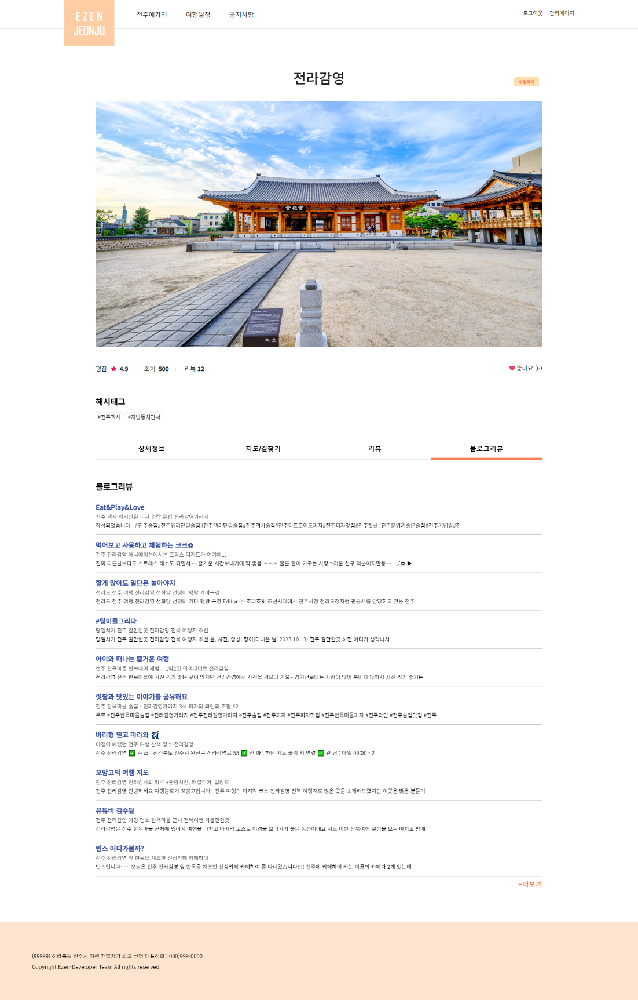 EZEN
JEONJU
전주에가면 여행일정 공지사항
로그아웃 관리페이지
전라감영
수정하기
평점 ★ 4.9 조회 500 리뷰 12
좋아요 (6)
해시태그
#전주객사 #지방통치관서
상세정보 지도/길찾기 리뷰 블로그리뷰
블로그리뷰
Eat&Play&Love
전주 객사 웨리단길 피자 원탑 술집-전라감영가라지
작성되었습니다.] #전주술집#전주웨리단길술집#전주객리단길술집#전주객사술집#전주디트로이드피자#전주피자맛집#전주핫플#전주분위기좋은술집#전주기념일#전
먹어보고 사용하고 체험하는 코크✿
전주 전라감영 애니메이션에서본 프랑스 디저트가 여기에...
진짜 다른날보다도 스트레스 해소도 되면서~~ 즐거운 시간보내기에 딱 좋음 ㅋㅋㅋ 물론 같이 가주는 사랑스러운 친구 덕분이지만용~~ '◡'✿ ▶
할게 많아도 일단은 놀아야지
전라도 전주 여행 전라감영 선화당 선정비 행랑 가마구경
전라도 전주 여행 전라감영 선화당 선정비 가마 행랑 구경 Editor ⓒ 호리호릿 조선시대에서 전주시청 전라도청처럼 관공서를 담당하고 있는 전주
#팅이를그리다
당일치기 전주 갈만한곳 전라감영 전북 여행지 추천
당일치기 전주 갈만한곳 전라감영 전북 여행지 추천 글, 사진, 영상: 팅이(다녀온 날: 2023.10.13) 전주 갈만한곳 하면 어디가 생각나시
아이와 떠나는 즐거운 여행
전주 한옥마을 한복대여 체험... 1박2일 이색데이트 전라감영
전라감영 전주 한옥마을에 사진 찍기 좋은 곳이 많지만 전라감영에서 사진을 찍으러 가요~ 경기전보다는 사람이 많이 붐비지 않아서 사진 찍기 좋거든
릿짱과 맛있는 이야기를 공유해요
전주 한옥마을 술집 - 전라감영가라지 3색 피자와 와인의 조합 #2
무료 #전주한옥마을술집 #전라감영가라지 #전주전라감영가라지 #전주술집 #전주피자 #전주피자맛집 #전주한옥마을피자 #전주와인 #전주술집맛집 #전주
바리형 믿고 따라와 ✈
야경이 예뻤던 전주 여행 산책 명소 전라감영
전주 전라감영 ✅ 주 소 : 전라북도 전주시 완산구 전라감영로 55 ✅ 전 화 : 하단 지도 클릭 시 연결 ✅ 관 람 : 매일 09:00 - 2
꼬망고의 여행 지도
전주 전라감영 전라감사의 하루 +관람시간, 해설투어, 입장료
전주 전라감영 안녕하세요 여행블로거 꼬망고입니다~ 전주 여행의 마지막 코스 전라감영 전북 여행지로 많은 곳을 소개해드렸지만 이곳은 많은 분들이
유튜버 김수달
전주 전라감영 야경 명소 한옥마을 근처 전북여행 가볼만한곳
전라감영은 전주 한옥마을 근처에 있어서 여행을 마치고 마지막 코스로 야경을 보러가기 좋은 동선이에요 저도 이번 전북여행 일정을 모두 마치고 밤에
빈스 어디가볼까?
전주 전라감영 앞 한옥을 개조한 신상카페 카페하이
빈스입니다~~~ 오늘은 전주 전라감영 앞 한옥을 개조한 신상카페 카페하이 를 다녀왔습니다!!!! 전주에 카페하이 라는 이름의 카페가 2개 있는데
+더보기
(99999) 전라북도 전주시 이젠 개발자가 되고 싶어 대표전화 : 000)999-0000
Copyright Ezen-Developer Team All rights reserved